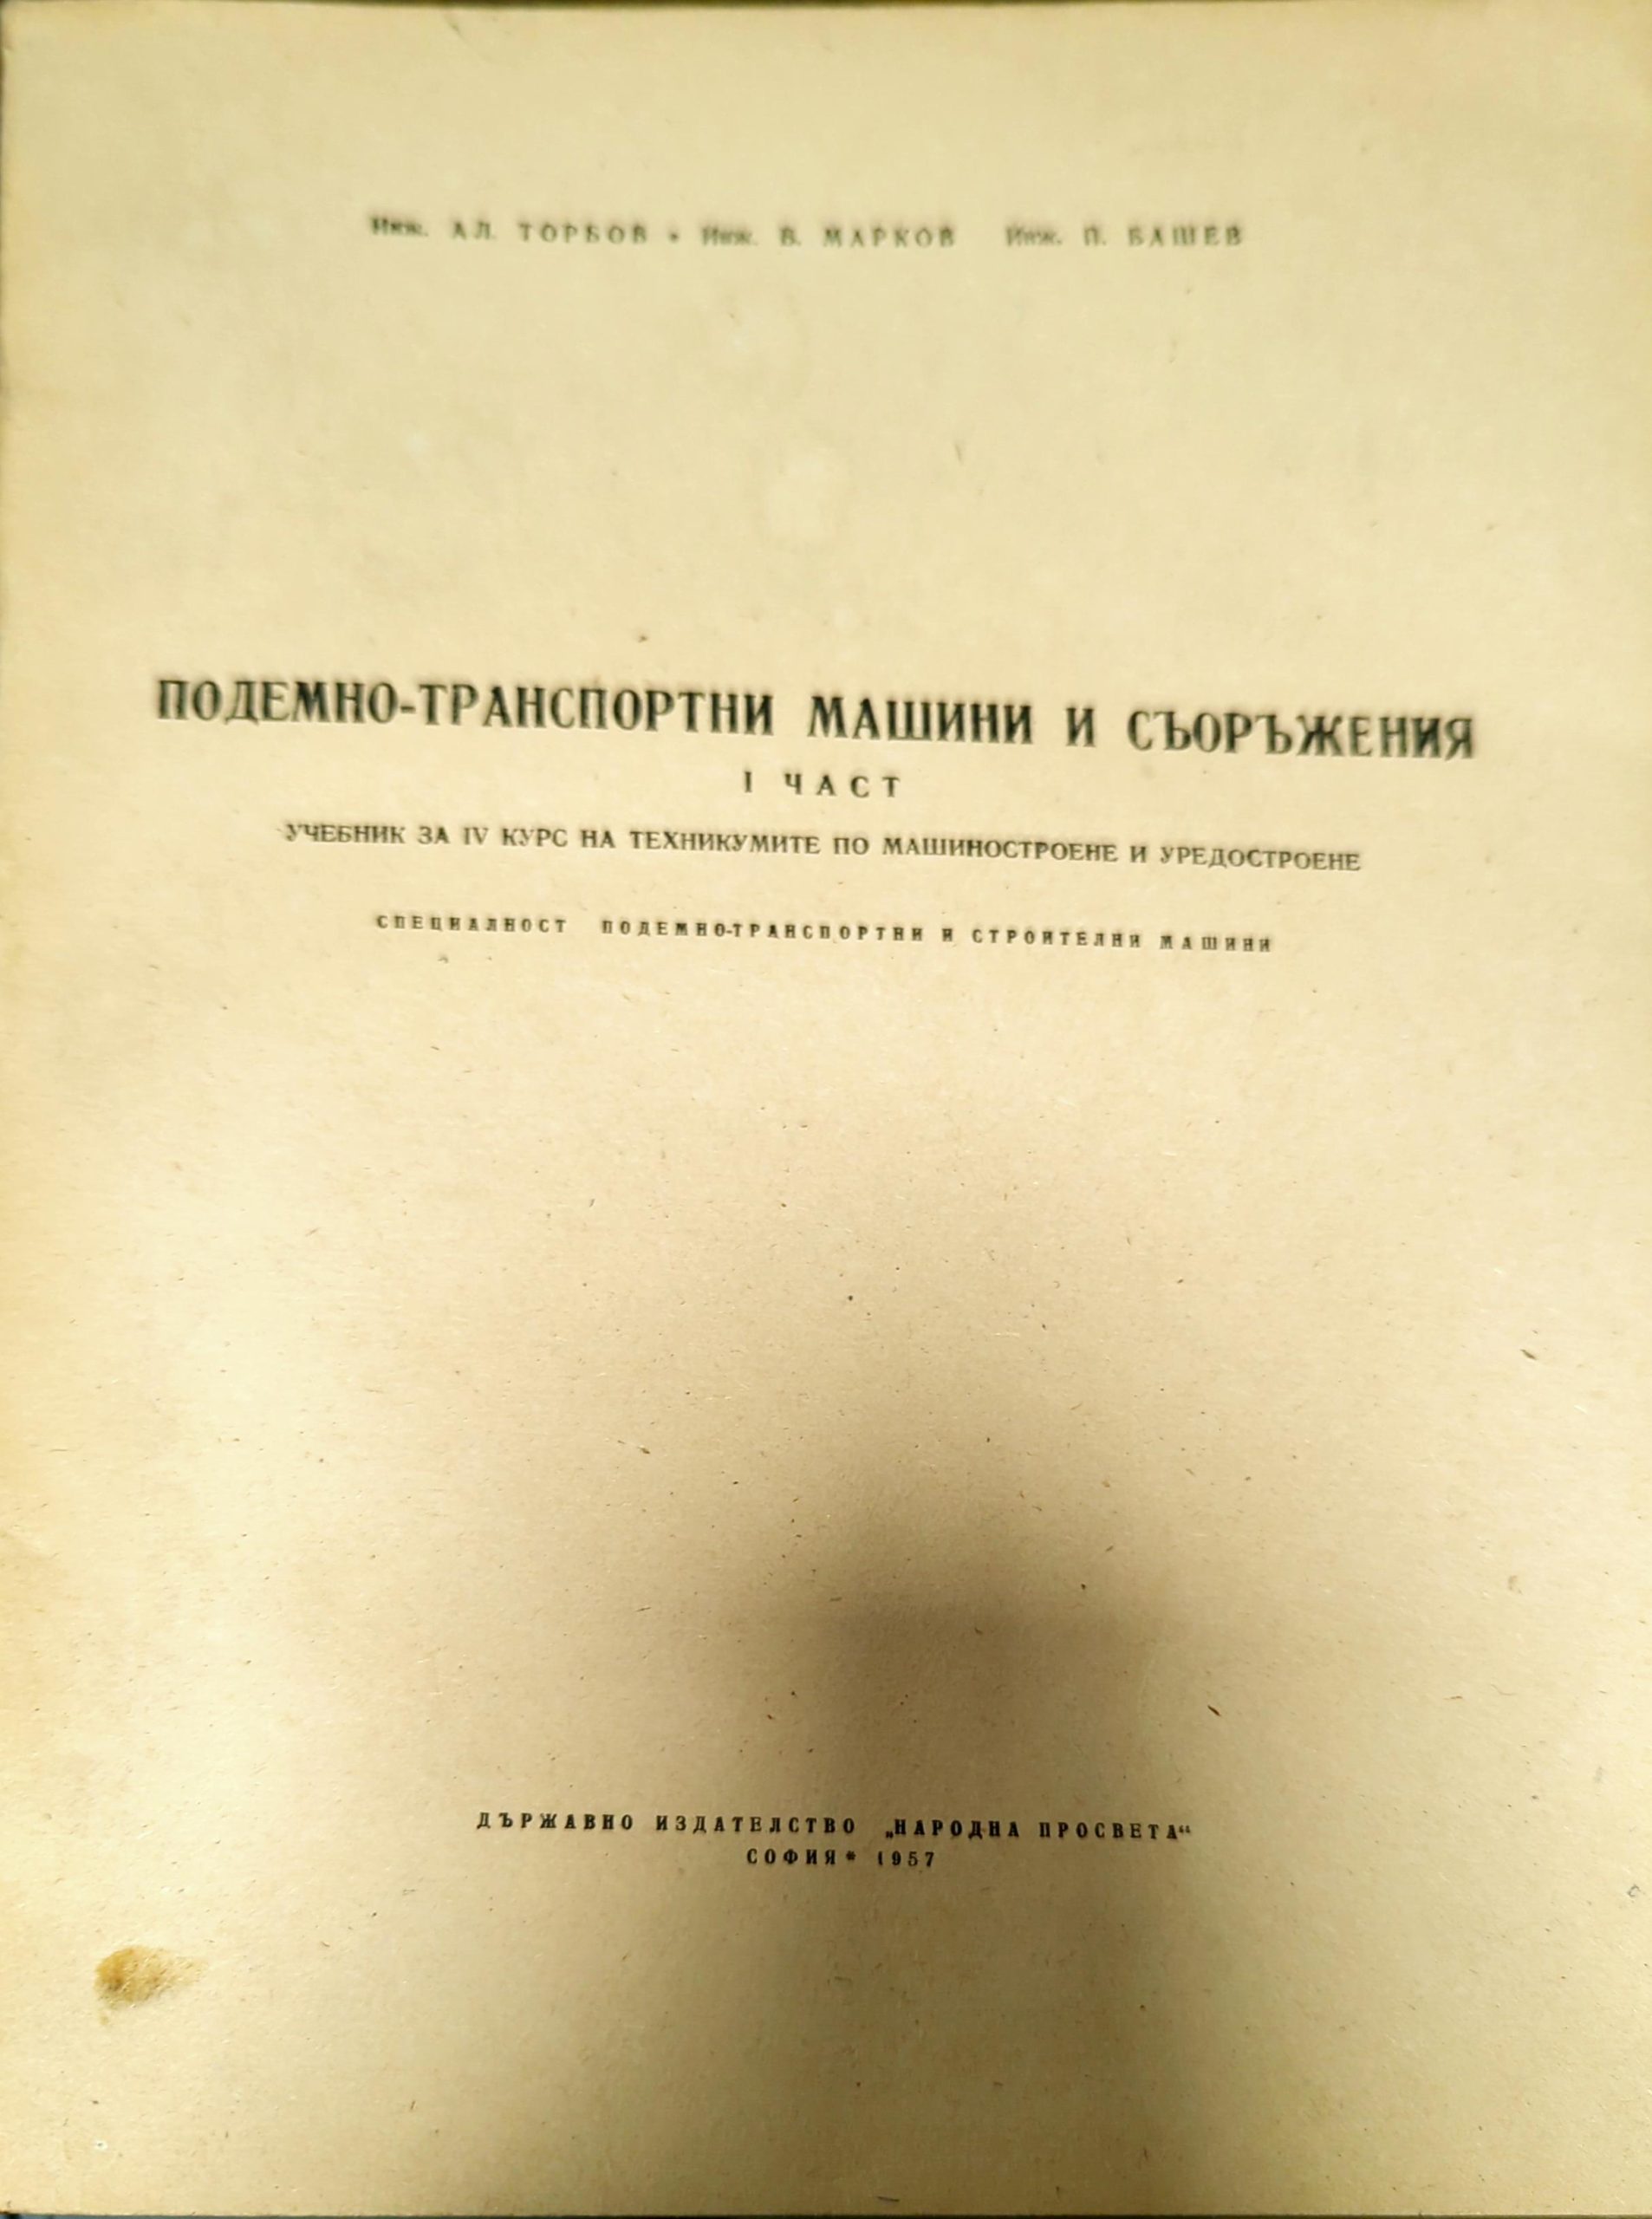 Инж. АЛ. ТОРБОВ * Инж. В. МАРКОВ Инж. П. БАШЕВ
ПОДЕМНО-ТРАНСПОРТНИ МАШИНИ И СЪОРЪЖЕНИЯ
I ЧАСТ
УЧЕБНИК ЗА IV КУРС НА ТЕХНИКУМИТЕ ПО МАШИНОСТРОЕНЕ И УРЕДОСТРОЕНЕ
СПЕЦИАЛНОСТ ПОДЕМНО-ТРАНСПОРТНИ И СТРОИТЕЛНИ МАШИНИ
ДЪРЖАВНО ИЗДАТЕЛСТВО „НАРОДНА ПРОСВЕТА“
СОФИЯ * 1957